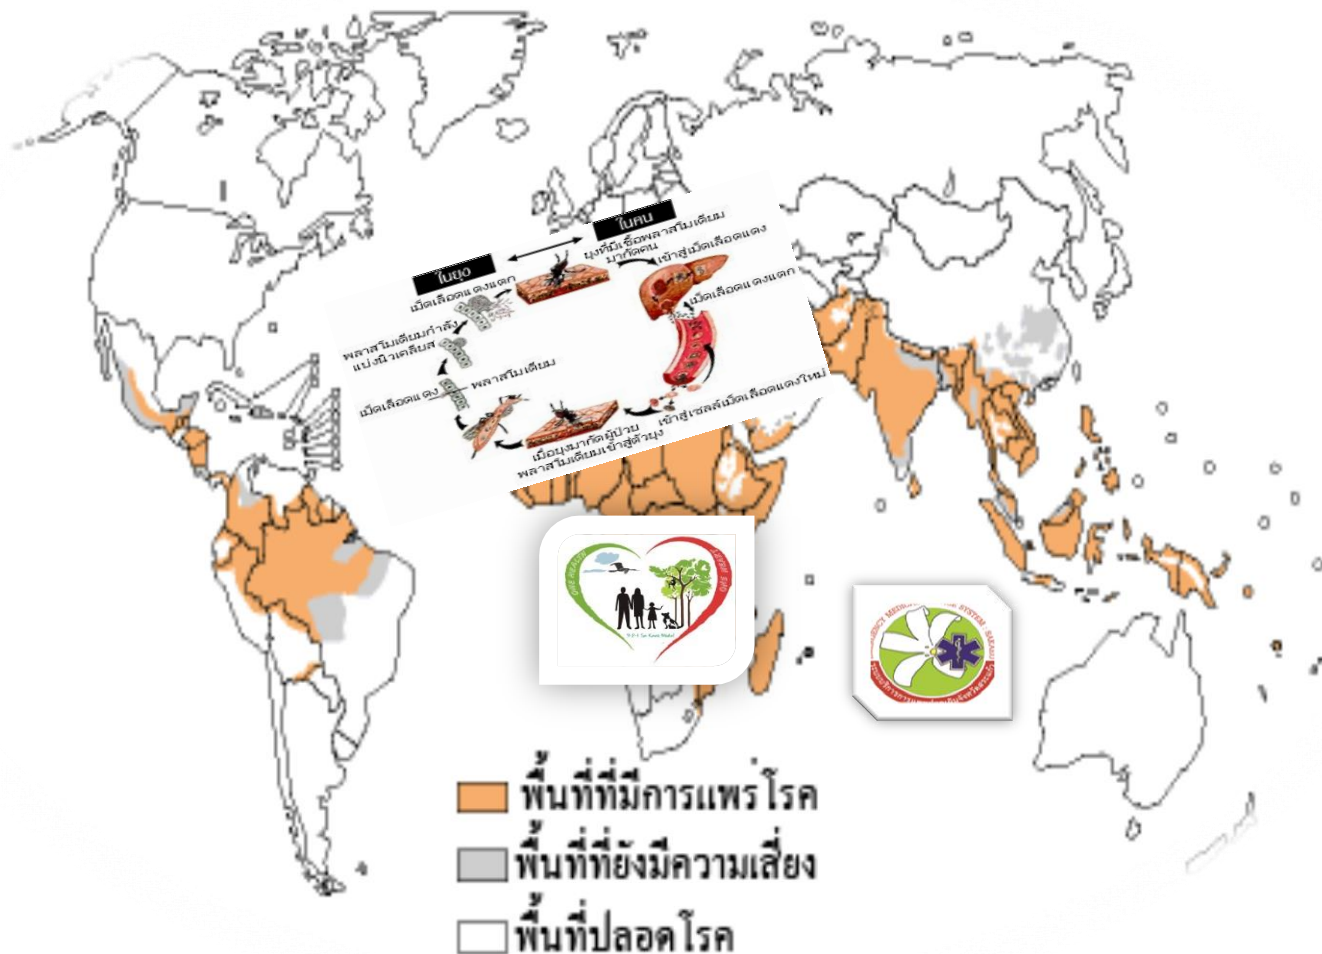 ในคน
ในยุง
ยุงที่มีเชื้อพลาสโมเดียม
มากัดคน
เข้าสู่เม็ดเลือดแดง
เม็ดเลือดแดงแตก
เม็ดเลือดแดงแตก
พลาสโมเดียมกำลัง
แบ่งนิวเคลียส
พลาสโมเดียม
เม็ดเลือดแดง
เข้าสู่เซลล์เม็ดเลือดแดงใหม่
เมื่อยุงมากัดผู้ป่วย
พลาสโมเดียมเข้าสู่ตัวยุง
ONE HEALTH
พื้นที่ที่มีการแพร่โรค
พื้นที่ที่ยังมีความเสี่ยง
พื้นที่ปลอดโรค